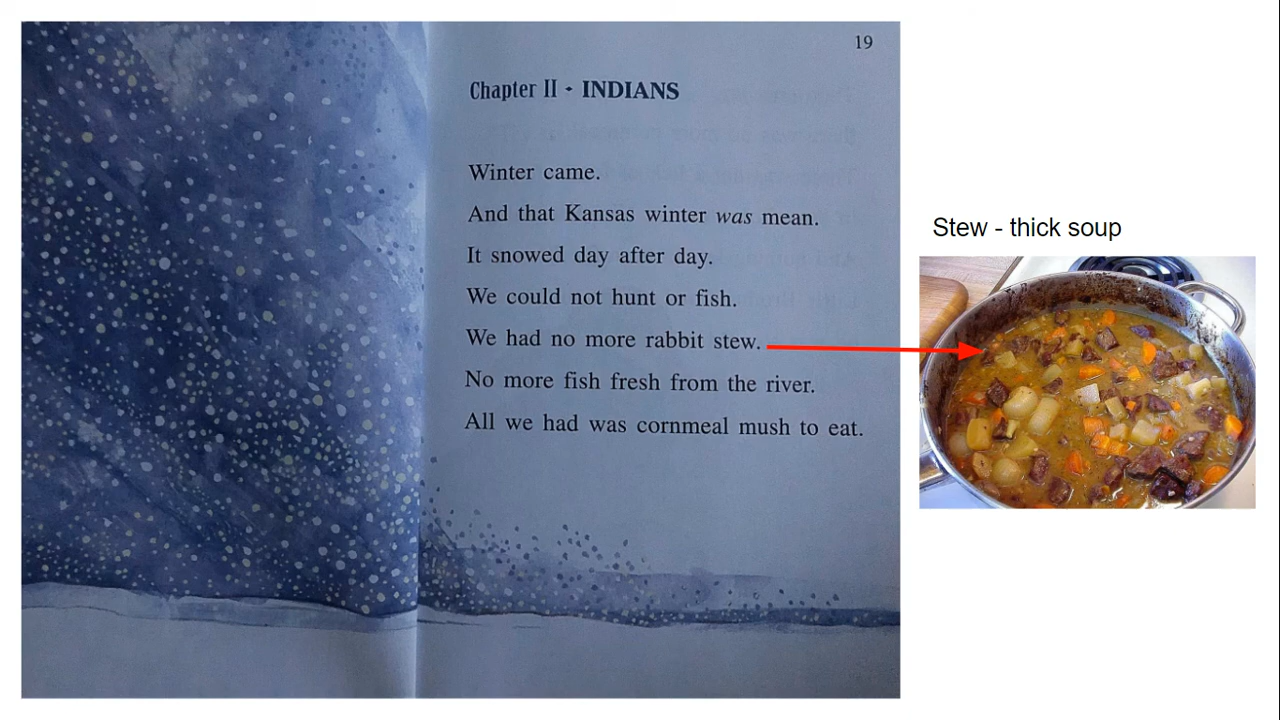 19
Chapter II • INDIANS
Winter came.
And that Kansas winter was mean.
It snowed day after day.
We could not hunt or fish.
We had no more rabbit stew.
No more fish fresh from the river.
All we had was cornmeal mush to eat.
Stew - thick soup